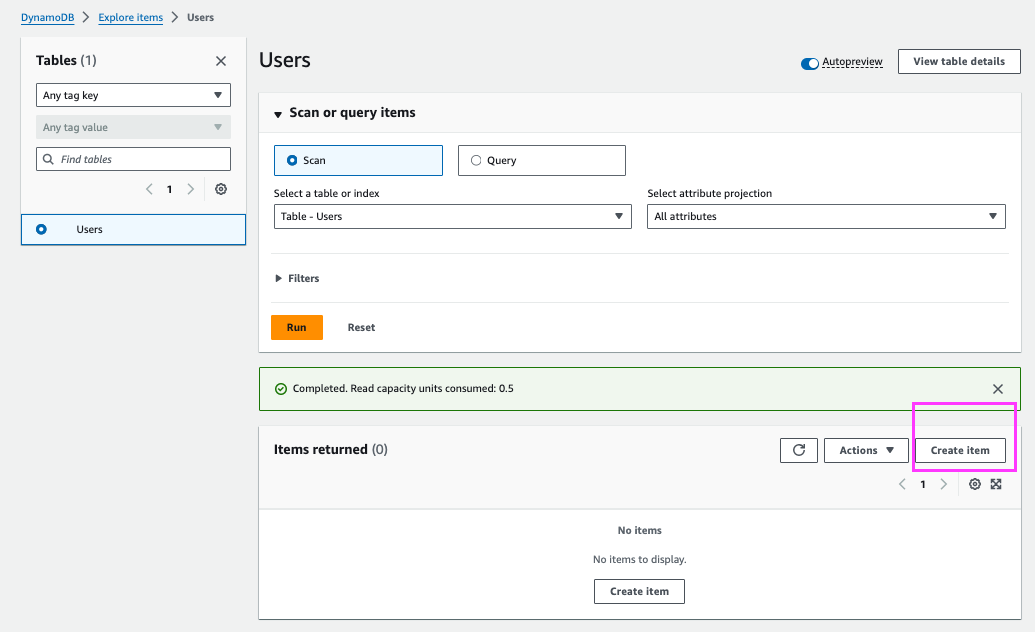 DynamoDB > Explore items > Users
Tables (1)
Any tag key
Any tag value
Find tables
1
Users
Users
Autopreview
View table details
Scan or query items
Scan
Query
Select a table or index
Select attribute projection
Table - Users
All attributes
Filters
Run
Reset
Completed. Read capacity units consumed: 0.5
Items returned (0)
Actions
Create item
1
No items
No items to display.
Create item